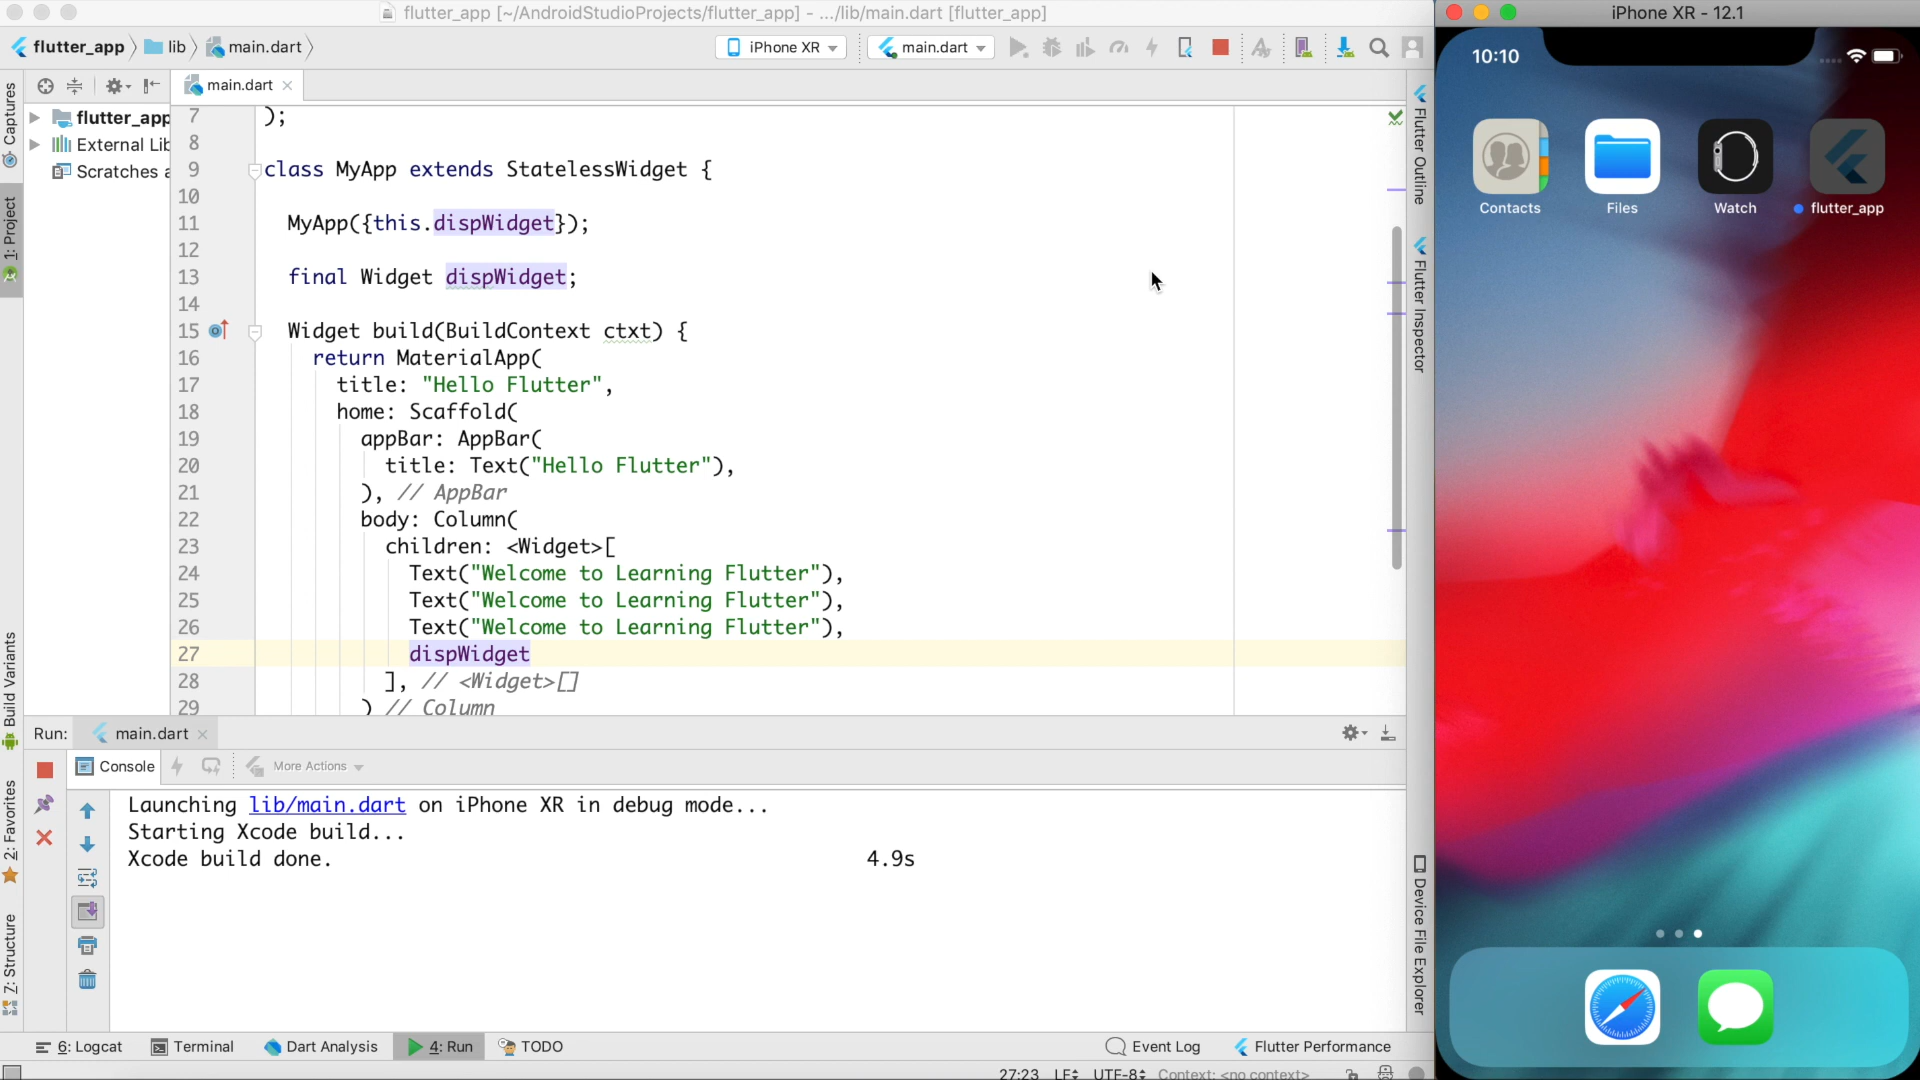 flutter_app [~/AndroidStudioProjects/flutter_app] - .../lib/main.dart [flutter_app]
flutter_app
lib
main.dart
iPhone XR
main.dart
main.dart
Captures
1: Project
Build Variants
2: Favorites
7: Structure
flutter_app
External Lib
Scratches a
7 );
8
9 class MyApp extends StatelessWidget {
10
11 MyApp({this.dispWidget});
12
13 final Widget dispWidget;
14
15 Widget build(BuildContext ctxt) {
16 return MaterialApp(
17 title: "Hello Flutter",
18 home: Scaffold(
19 appBar: AppBar(
20 title: Text("Hello Flutter"),
21 ), // AppBar
22 body: Column(
23 children: <Widget>[
24 Text("Welcome to Learning Flutter"),
25 Text("Welcome to Learning Flutter"),
26 Text("Welcome to Learning Flutter"),
27 dispWidget
28 ], // <Widget>[]
29 ) // Column
Flutter Outline
Flutter Inspector
Device File Explorer
Run:
main.dart
Console
More Actions
Launching lib/main.dart on iPhone XR in debug mode...
Starting Xcode build...
Xcode build done. 4.9s
6: Logcat
Terminal
Dart Analysis
4: Run
TODO
Event Log
Flutter Performance
27:23
LF
UTF-8
Context: <no context>
iPhone XR - 12.1
10:10
Contacts
Files
Watch
flutter_app